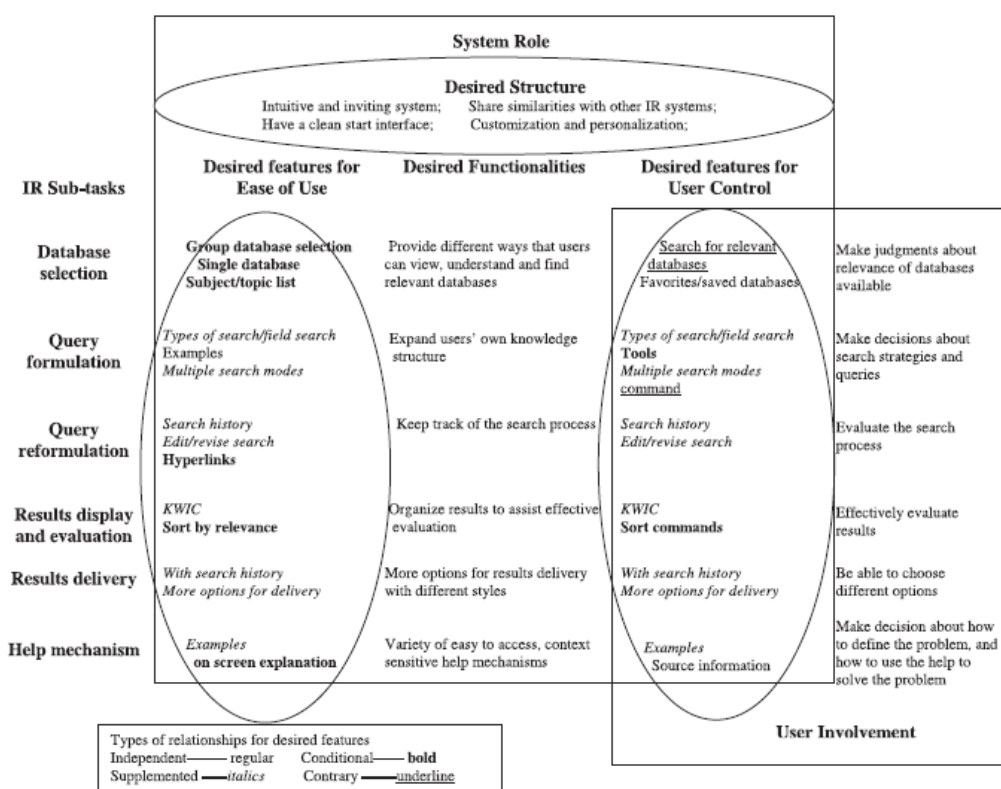 System Role
Desired Structure
Intuitive and inviting system; Share similarities with other IR systems;
Have a clean start interface; Customization and personalization;
IR Sub-tasks
Desired features for
Ease of Use
Desired Functionalities
Desired features for
User Control
Database
selection
Group database selection
Single database
Subject/topic list
Provide different ways that users
can view, understand and find
relevant databases
Search for relevant
databases
Favorites/saved databases
Make judgments about
relevance of databases
available
Query
formulation
Types of search/field search
Examples
Multiple search modes
Expand users' own knowledge
structure
Types of search/field search
Tools
Multiple search modes
command
Make decisions about
search strategies and
queries
Query
reformulation
Search history
Edit/revise search
Hyperlinks
Keep track of the search process
Search history
Edit/revise search
Evaluate the search
process
Results display
and evaluation
KWIC
Sort by relevance
Organize results to assist effective
evaluation
KWIC
Sort commands
Effectively evaluate
results
Results delivery
With search history
More options for delivery
More options for results delivery
with different styles
With search history
More options for delivery
Be able to choose
different options
Help mechanism
Examples
on screen explanation
Variety of easy to access, context
sensitive help mechanisms
Examples
Source information
Make decision about how
to define the problem, and
how to use the help to
solve the problem
User Involvement
Types of relationships for desired features
Independent—— regular Conditional—— bold
Supplemented ——italics Contrary ——underline